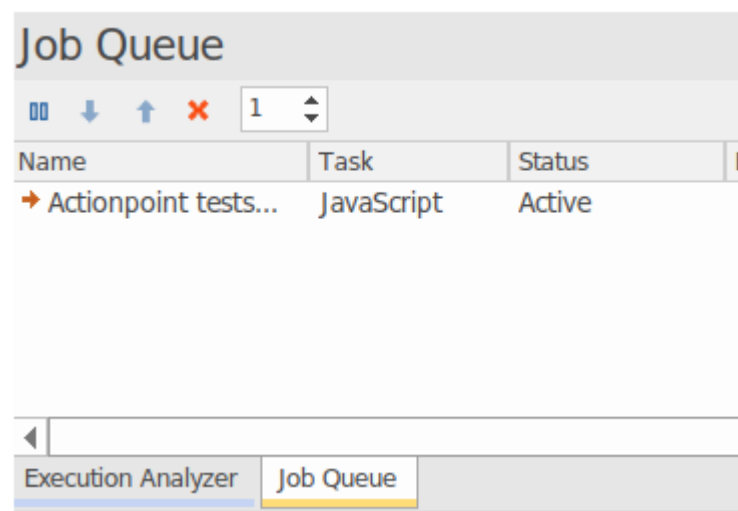 Job Queue
1
Name Task Status
Actionpoint tests... JavaScript Active
Execution Analyzer Job Queue